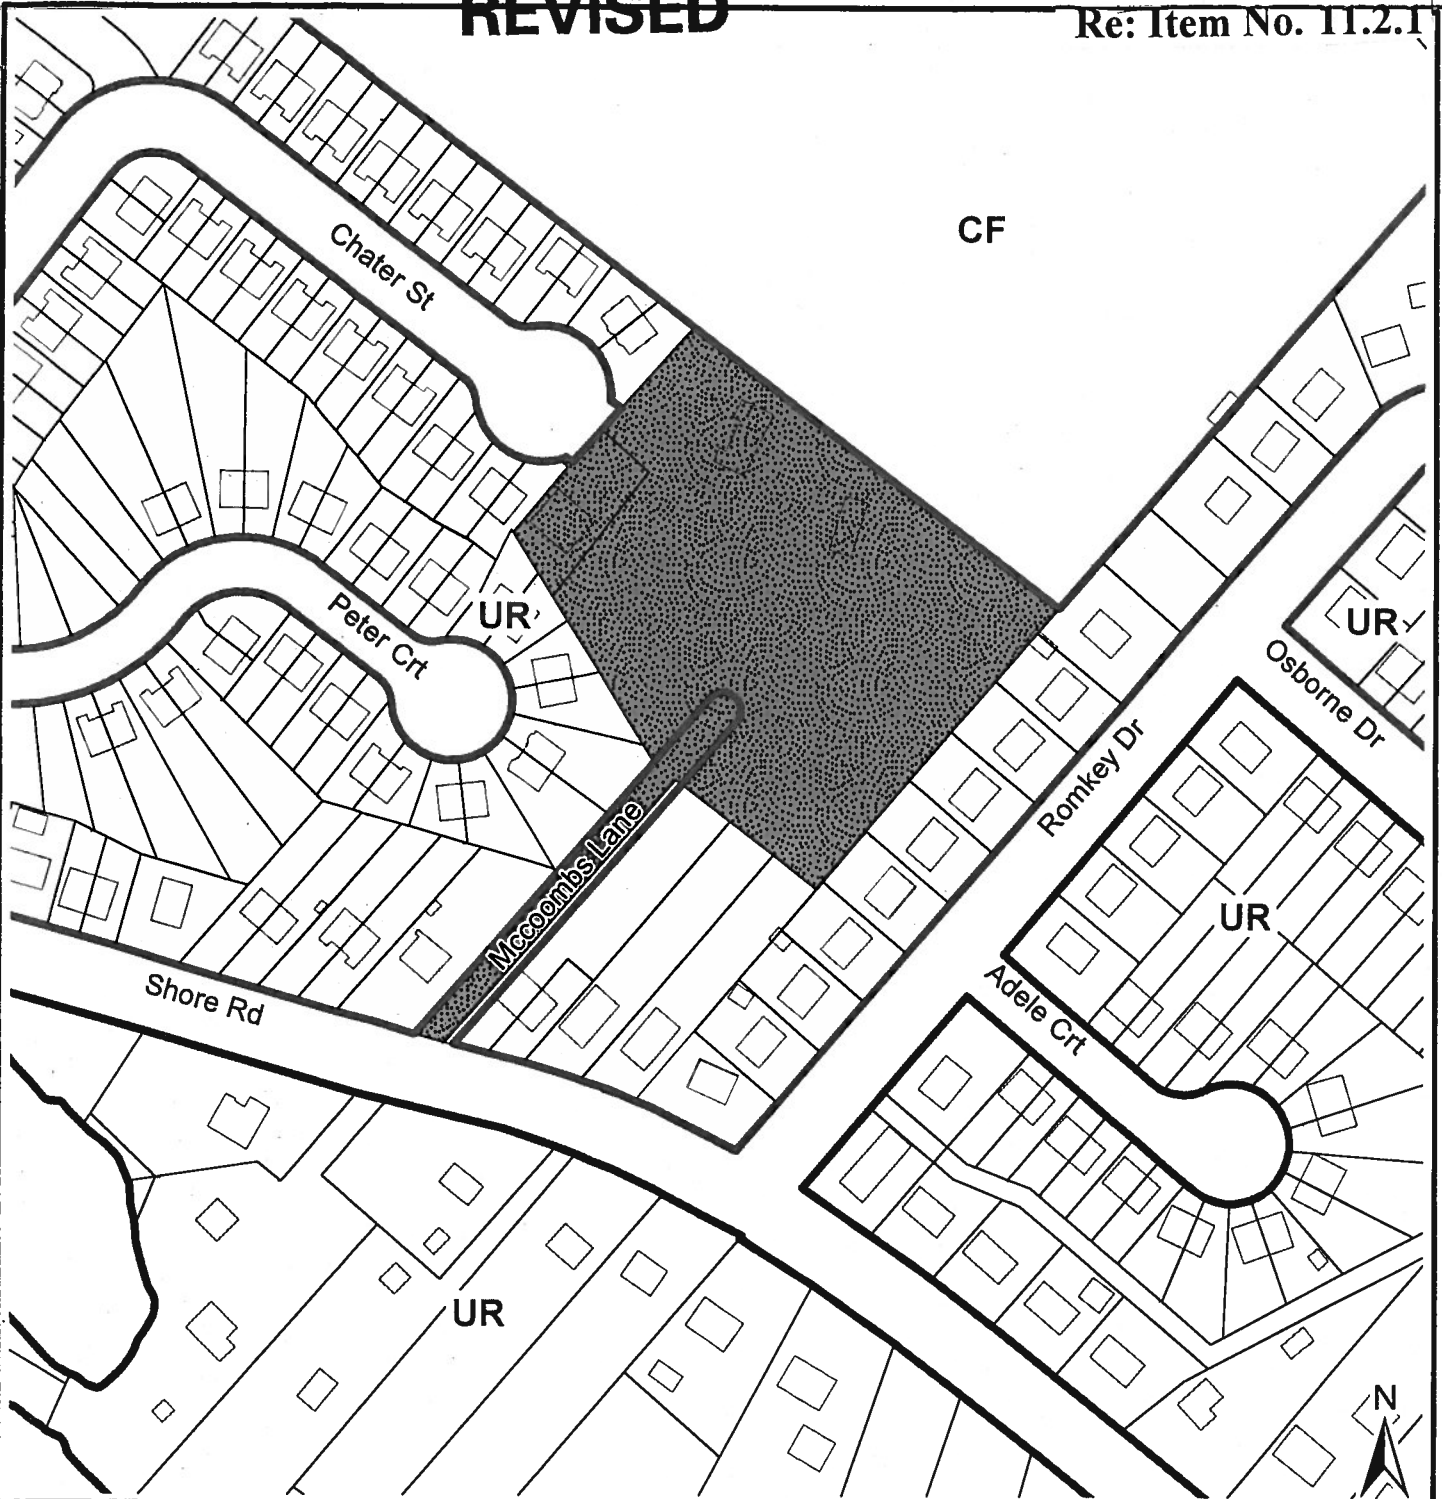 REVISED
Re: Item No. 11.2.1
CF
Chater St
UR
Peter Crt
UR
Osborne Dr
Romkey Dr
Mccoombs Lane
UR
Shore Rd
Adele Crt
UR
N